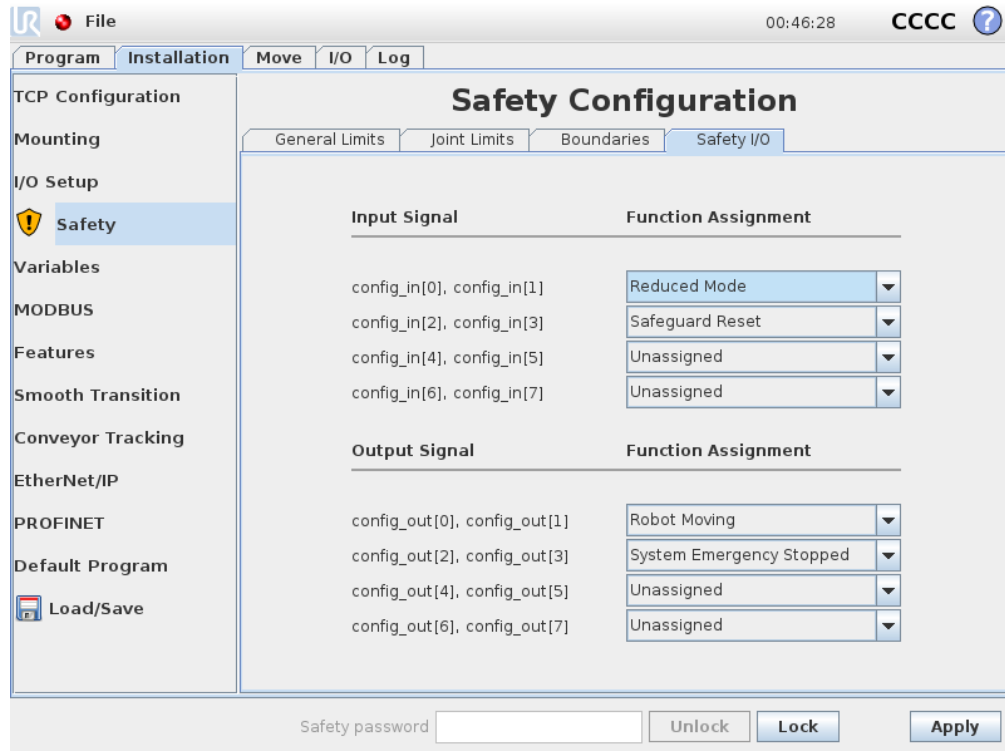 UR File 00:46:28 CCCC ?
Program Installation Move I/O Log
TCP Configuration
Mounting
I/O Setup
Safety
Variables
MODBUS
Features
Smooth Transition
Conveyor Tracking
EtherNet/IP
PROFINET
Default Program
Load/Save
Safety Configuration
General Limits Joint Limits Boundaries Safety I/O
Input Signal Function Assignment
config_in[0], config_in[1] Reduced Mode
config_in[2], config_in[3] Safeguard Reset
config_in[4], config_in[5] Unassigned
config_in[6], config_in[7] Unassigned
Output Signal Function Assignment
config_out[0], config_out[1] Robot Moving
config_out[2], config_out[3] System Emergency Stopped
config_out[4], config_out[5] Unassigned
config_out[6], config_out[7] Unassigned
Safety password Unlock Lock Apply